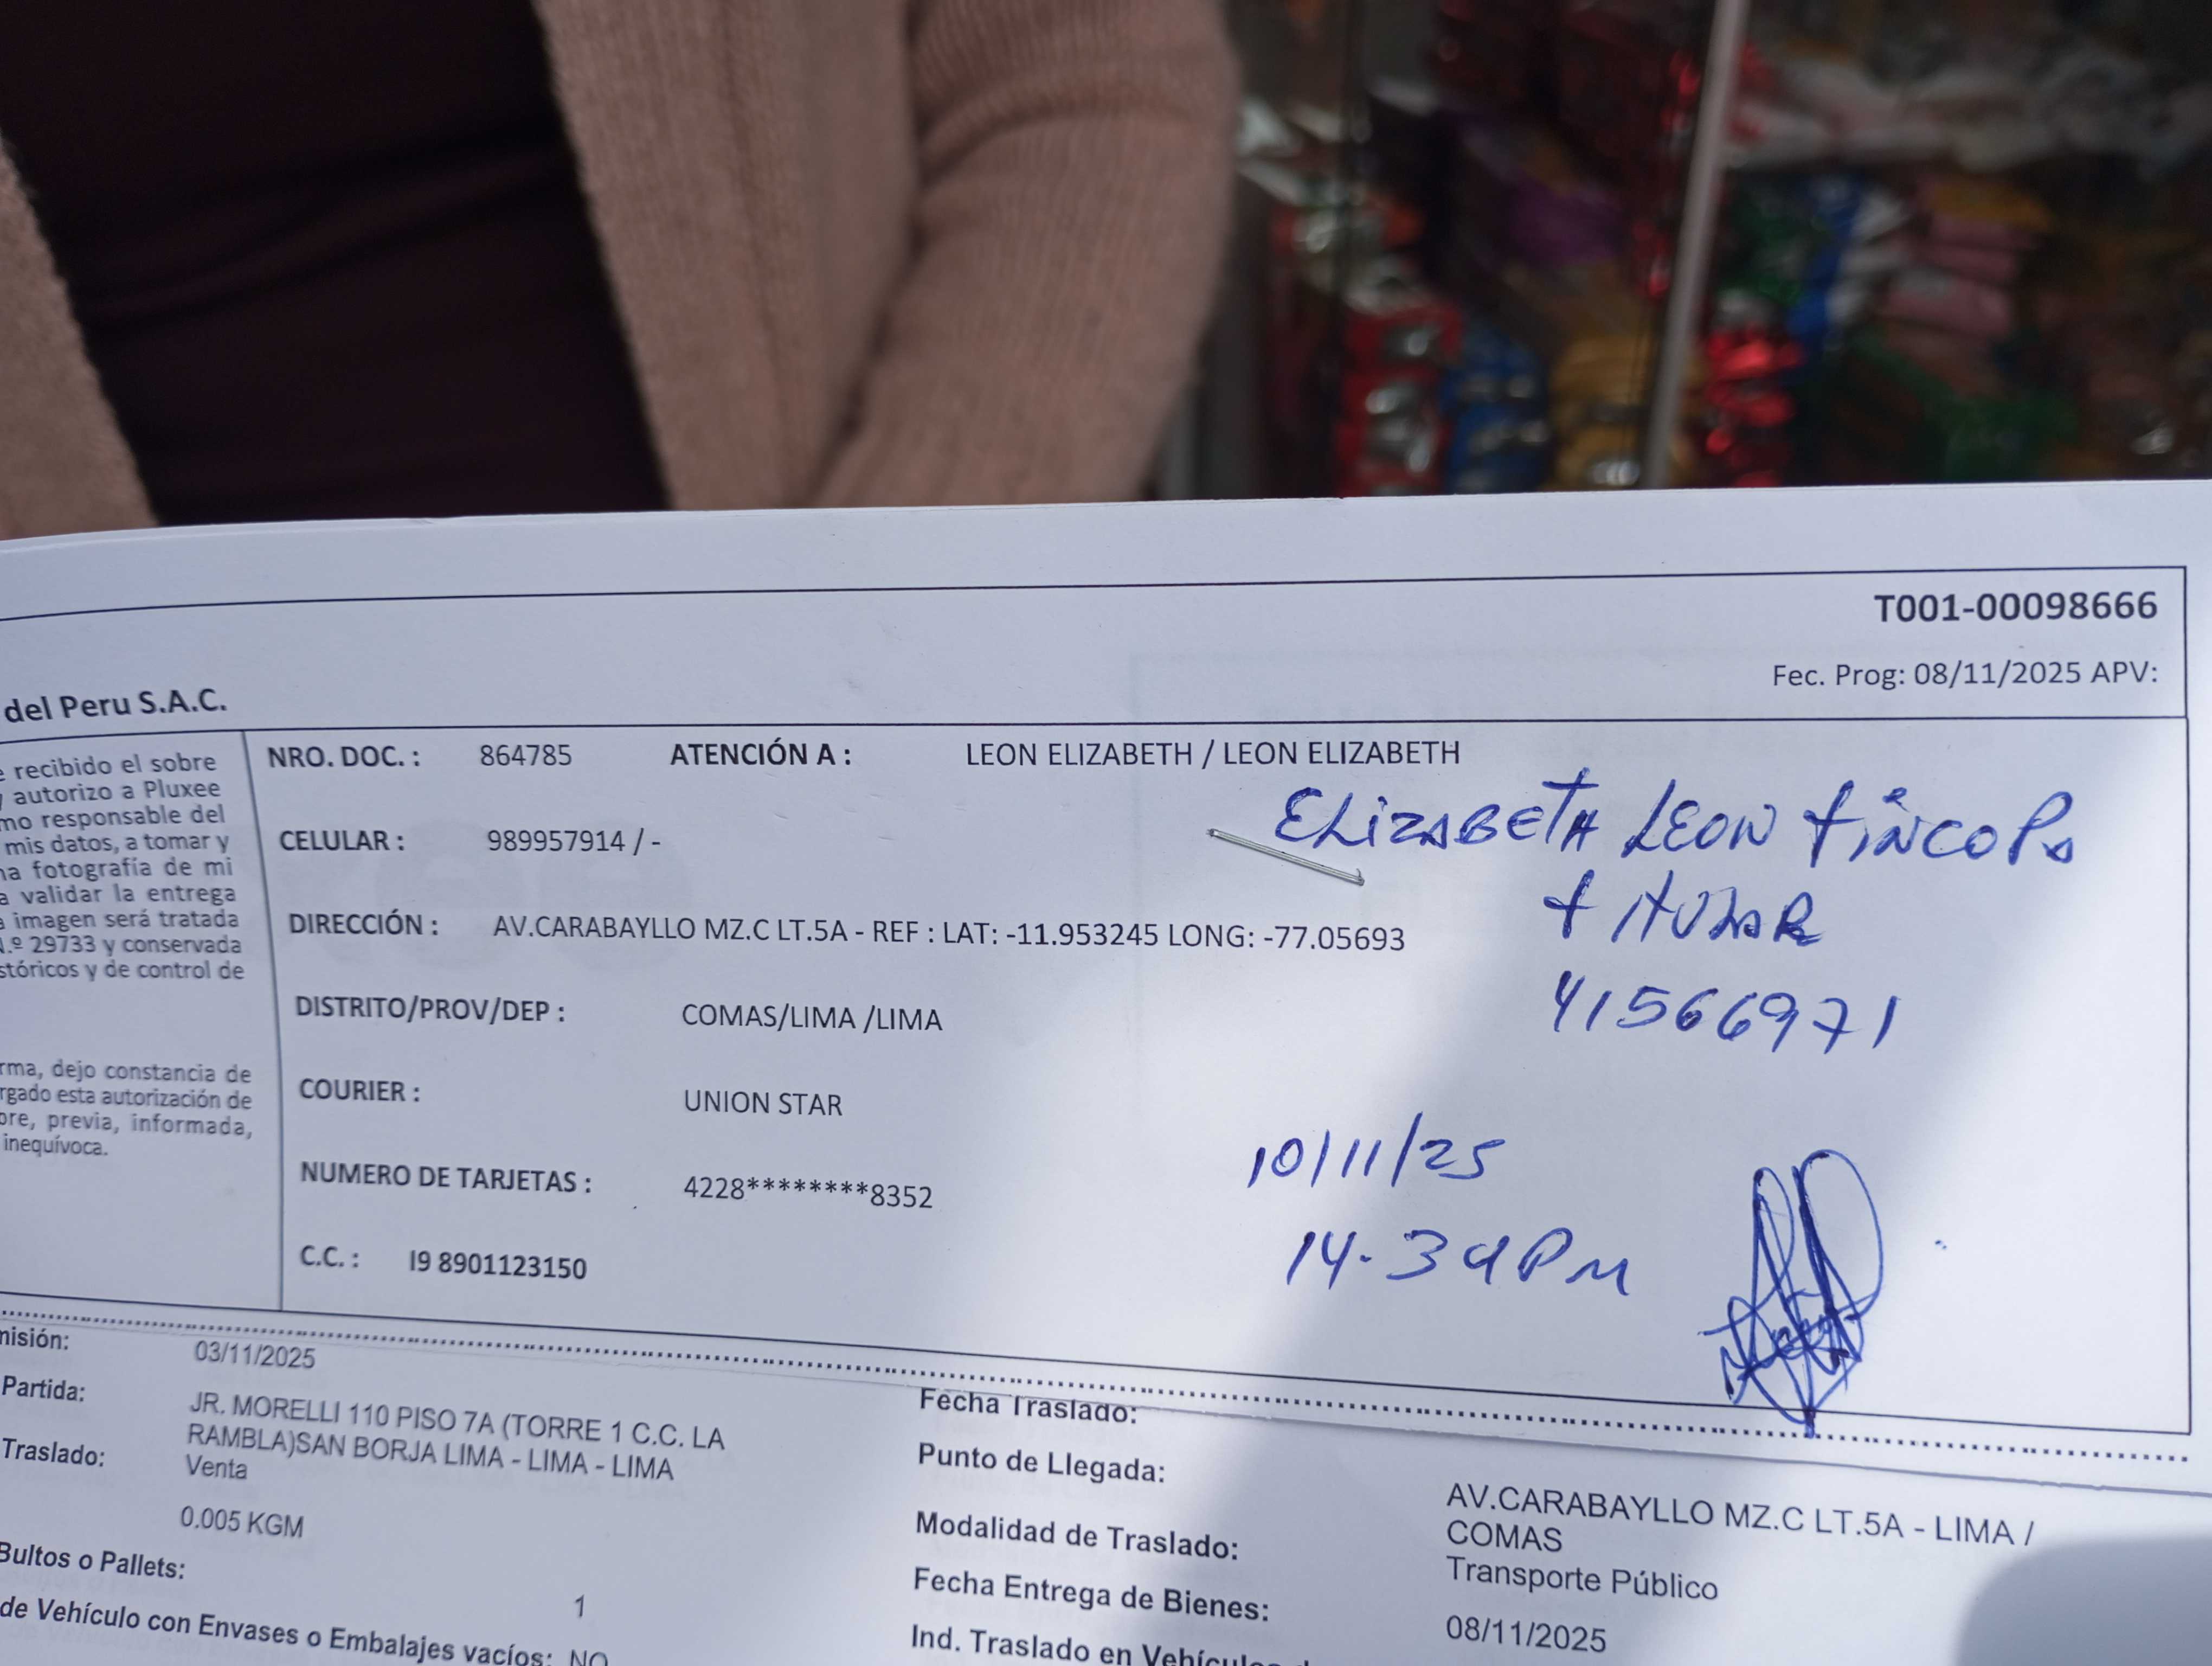 T001-00098666
Fec. Prog: 08/11/2025 APV:
del Peru S.A.C.
recibido el sobre
autorizo a Pluxee
mo responsable del
mis datos, a tomar y
na fotografía de mi
a validar la entrega
imagen será tratada
N.º 29733 y conservada
stóricos y de control de
rma, dejo constancia de
rgado esta autorización de
bre, previa, informada,
inequívoca.
NRO. DOC. : 864785 ATENCIÓN A : LEON ELIZABETH / LEON ELIZABETH
CELULAR : 989957914 / -
DIRECCIÓN : AV.CARABAYLLO MZ.C LT.5A - REF : LAT: -11.953245 LONG: -77.05693
DISTRITO/PROV/DEP : COMAS/LIMA /LIMA
COURIER : UNION STAR
NUMERO DE TARJETAS : 4228********8352
C.C. : I9 8901123150
ELIZABETH LEON TINCOPA
TITULAR
41566971
10/11/25
14.39 PM
misión: 03/11/2025
Partida: JR. MORELLI 110 PISO 7A (TORRE 1 C.C. LA
RAMBLA)SAN BORJA LIMA - LIMA - LIMA
Traslado: Venta
0.005 KGM
Bultos o Pallets: 1
de Vehículo con Envases o Embalajes vacíos: NO
Fecha Traslado:
Punto de Llegada: AV.CARABAYLLO MZ.C LT.5A - LIMA /
COMAS
Modalidad de Traslado: Transporte Público
Fecha Entrega de Bienes: 08/11/2025
Ind. Traslado en Vehículos